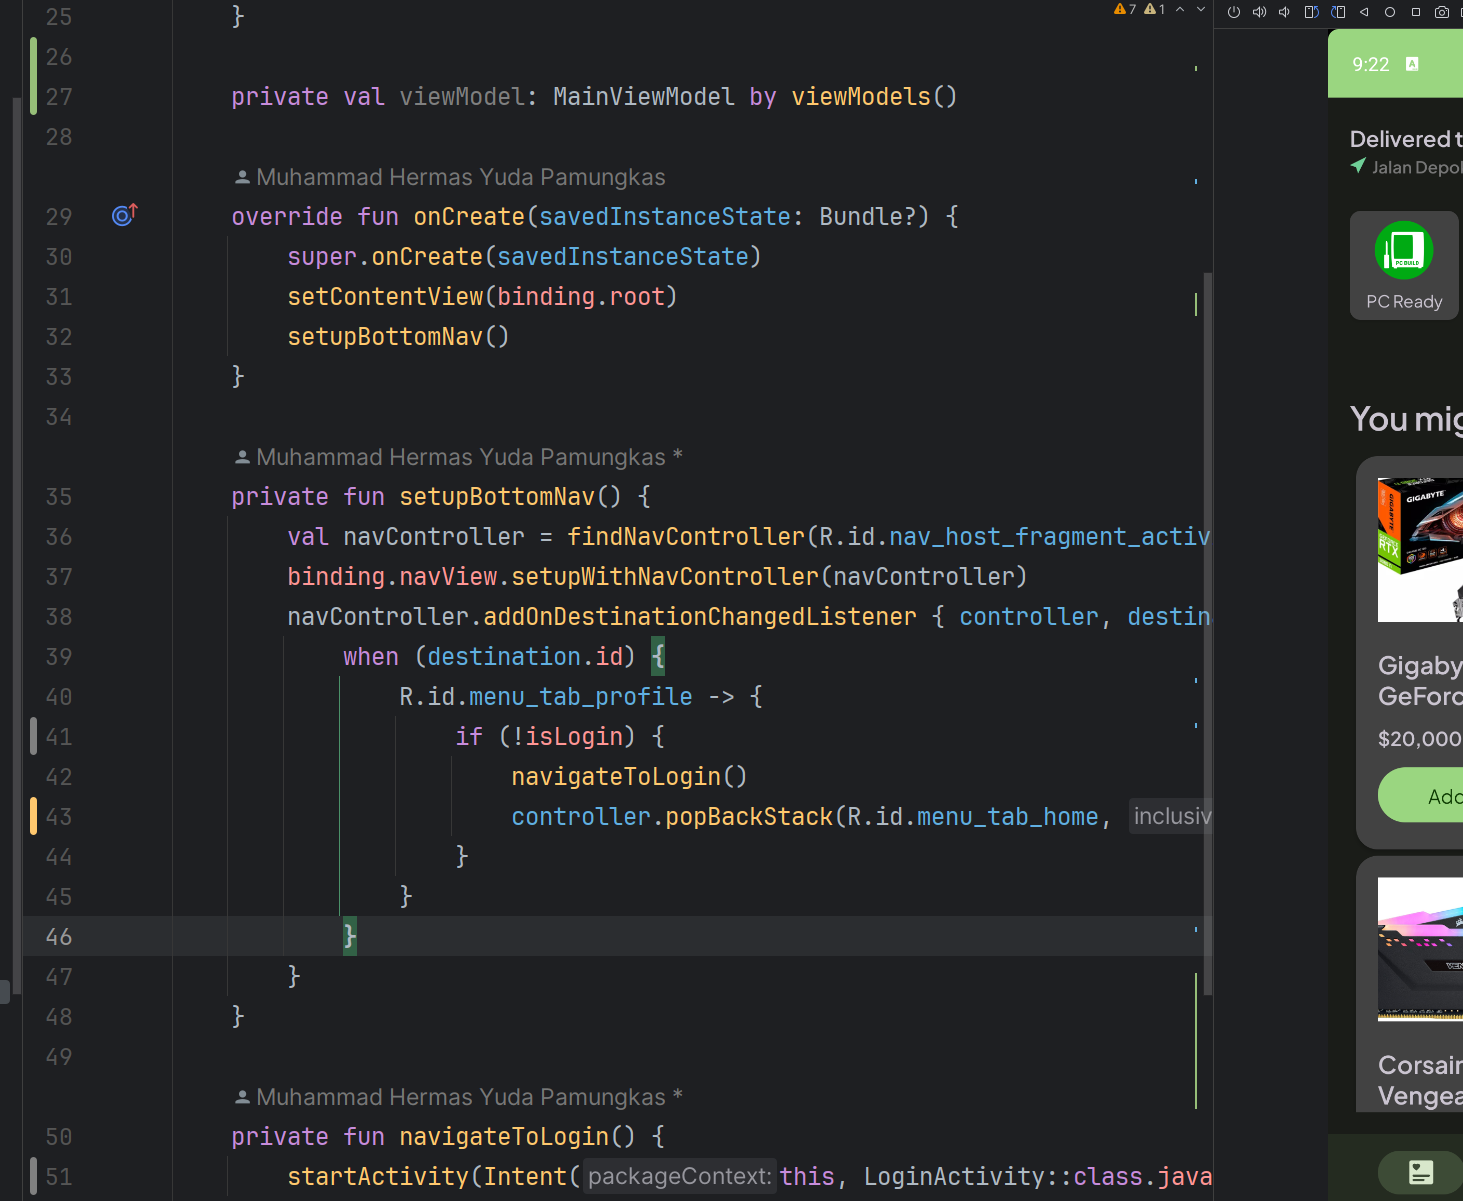 25 }
7 1
26
27 private val viewModel: MainViewModel by viewModels()
28
Muhammad Hermas Yuda Pamungkas
29 override fun onCreate(savedInstanceState: Bundle?) {
30 super.onCreate(savedInstanceState)
31 setContentView(binding.root)
32 setupBottomNav()
33 }
34
Muhammad Hermas Yuda Pamungkas *
35 private fun setupBottomNav() {
36 val navController = findNavController(R.id.nav_host_fragment_activ
37 binding.navView.setupWithNavController(navController)
38 navController.addOnDestinationChangedListener { controller, destin
39 when (destination.id) {
40 R.id.menu_tab_profile -> {
41 if (!isLogin) {
42 navigateToLogin()
43 controller.popBackStack(R.id.menu_tab_home, inclusiv
44 }
45 }
46 }
47 }
48 }
49
Muhammad Hermas Yuda Pamungkas *
50 private fun navigateToLogin() {
51 startActivity(Intent( packageContext: this, LoginActivity::class.java
9:22 A
Delivered t
Jalan Depo
PC BUILD
PC Ready
You mig
GIGABYTE
GIGABYTE
RTX
Gigaby
GeForc
$20,000
Add
Corsair
Vengea